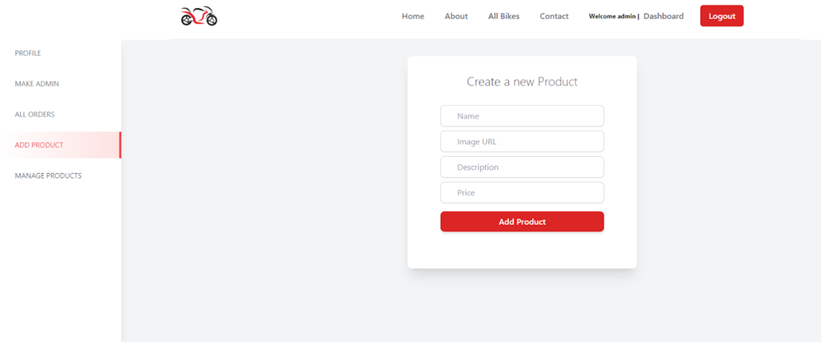 Home About All Bikes Contact Welcome admin | Dashboard Logout
PROFILE
MAKE ADMIN
ALL ORDERS
ADD PRODUCT
MANAGE PRODUCTS
Create a new Product
Name
Image URL
Description
Price
Add Product